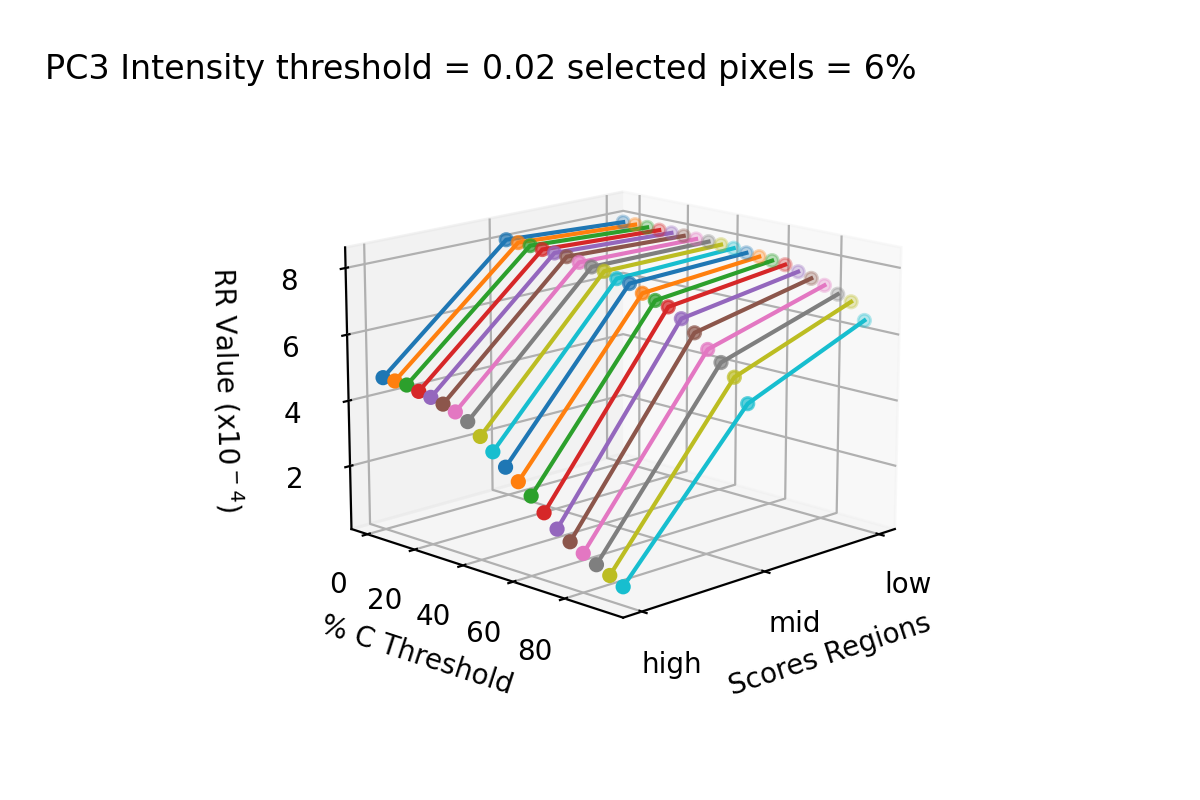 PC3 Intensity threshold = 0.02 selected pixels = 6%
RR Value (x10⁻⁴)
8
6
4
2
0
20
40
60
80
% C Threshold
high
mid
low
Scores Regions